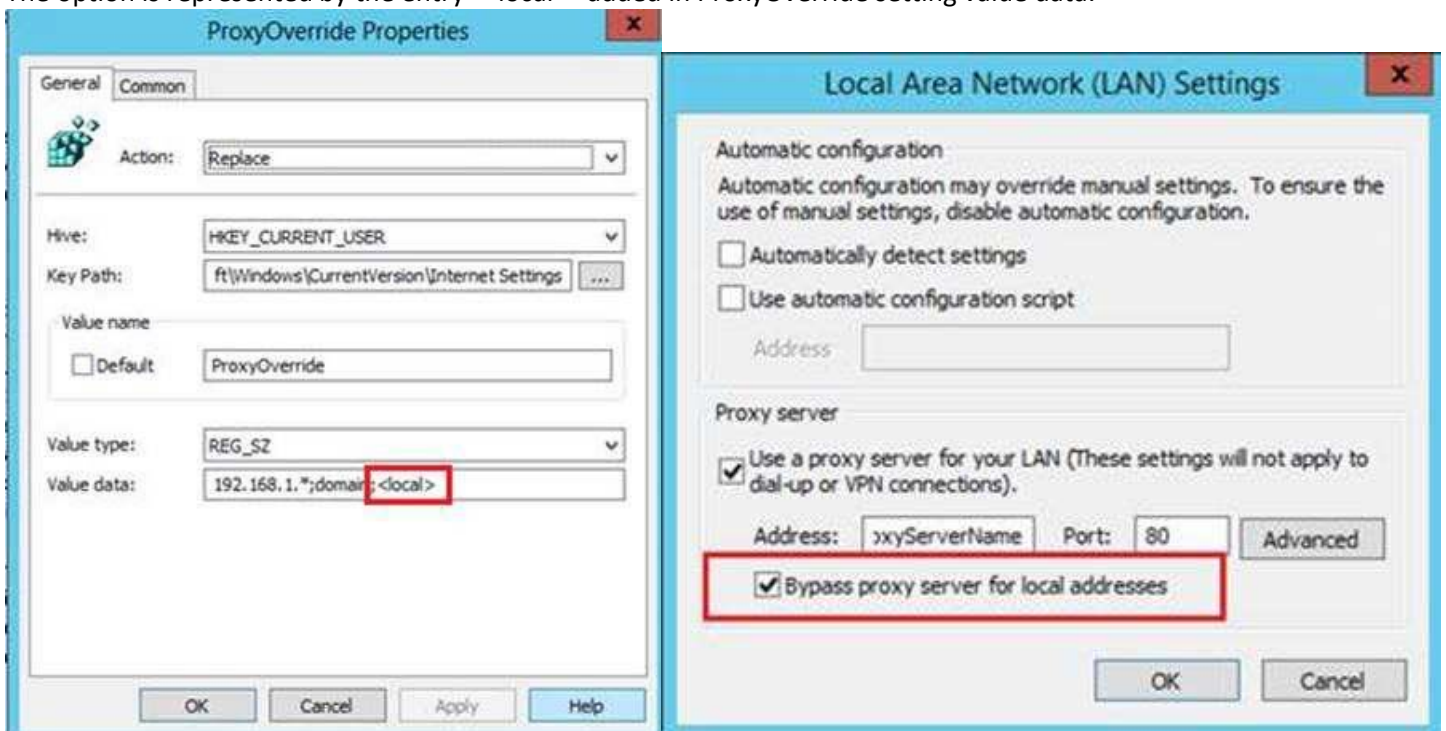 ProxyOverride Properties
General Common
Action: Replace
Hive: HKEY_CURRENT_USER
Key Path: ft\Windows\CurrentVersion\Internet Settings ...
Value name
Default ProxyOverride
Value type: REG_SZ
Value data: 192.168.1.*;domain;<local>
OK Cancel Apply Help
Local Area Network (LAN) Settings
Automatic configuration
Automatic configuration may override manual settings. To ensure the
use of manual settings, disable automatic configuration.
Automatically detect settings
Use automatic configuration script
Address
Proxy server
Use a proxy server for your LAN (These settings will not apply to
dial-up or VPN connections).
Address: oxyServerName Port: 80 Advanced
Bypass proxy server for local addresses
OK Cancel